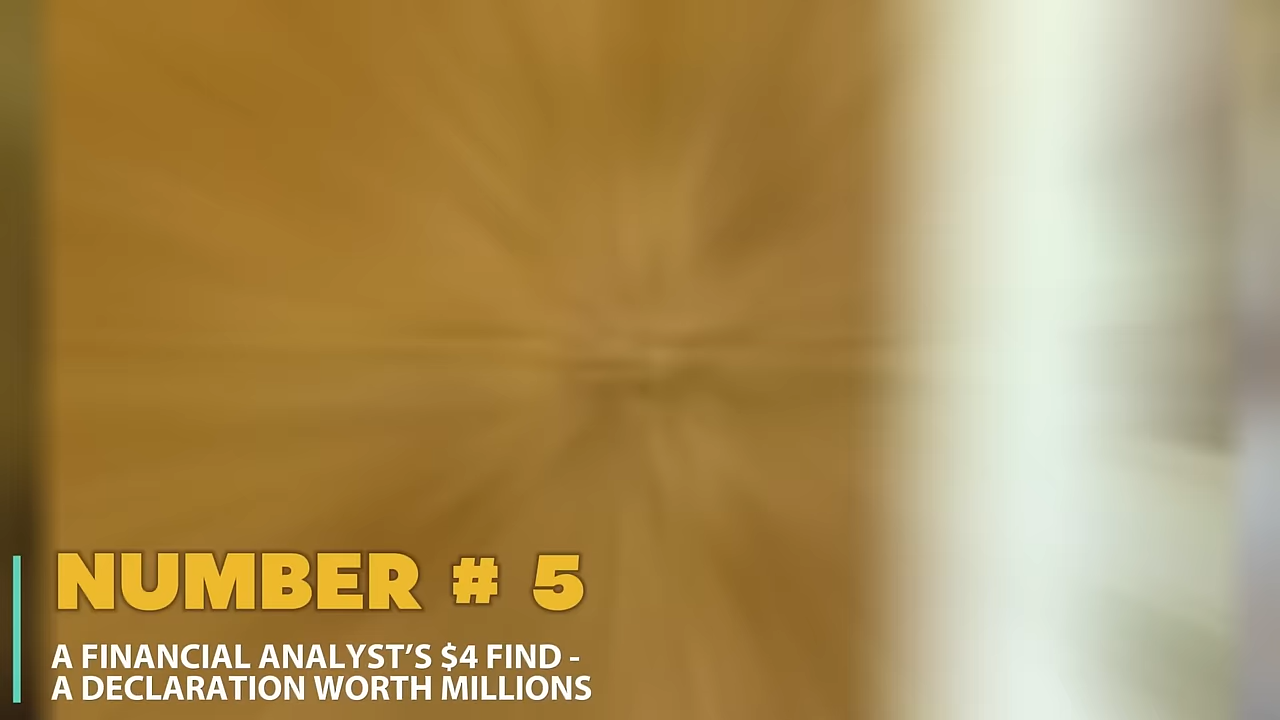 NUMBER # 5
A FINANCIAL ANALYST’S $4 FIND -
A DECLARATION WORTH MILLIONS